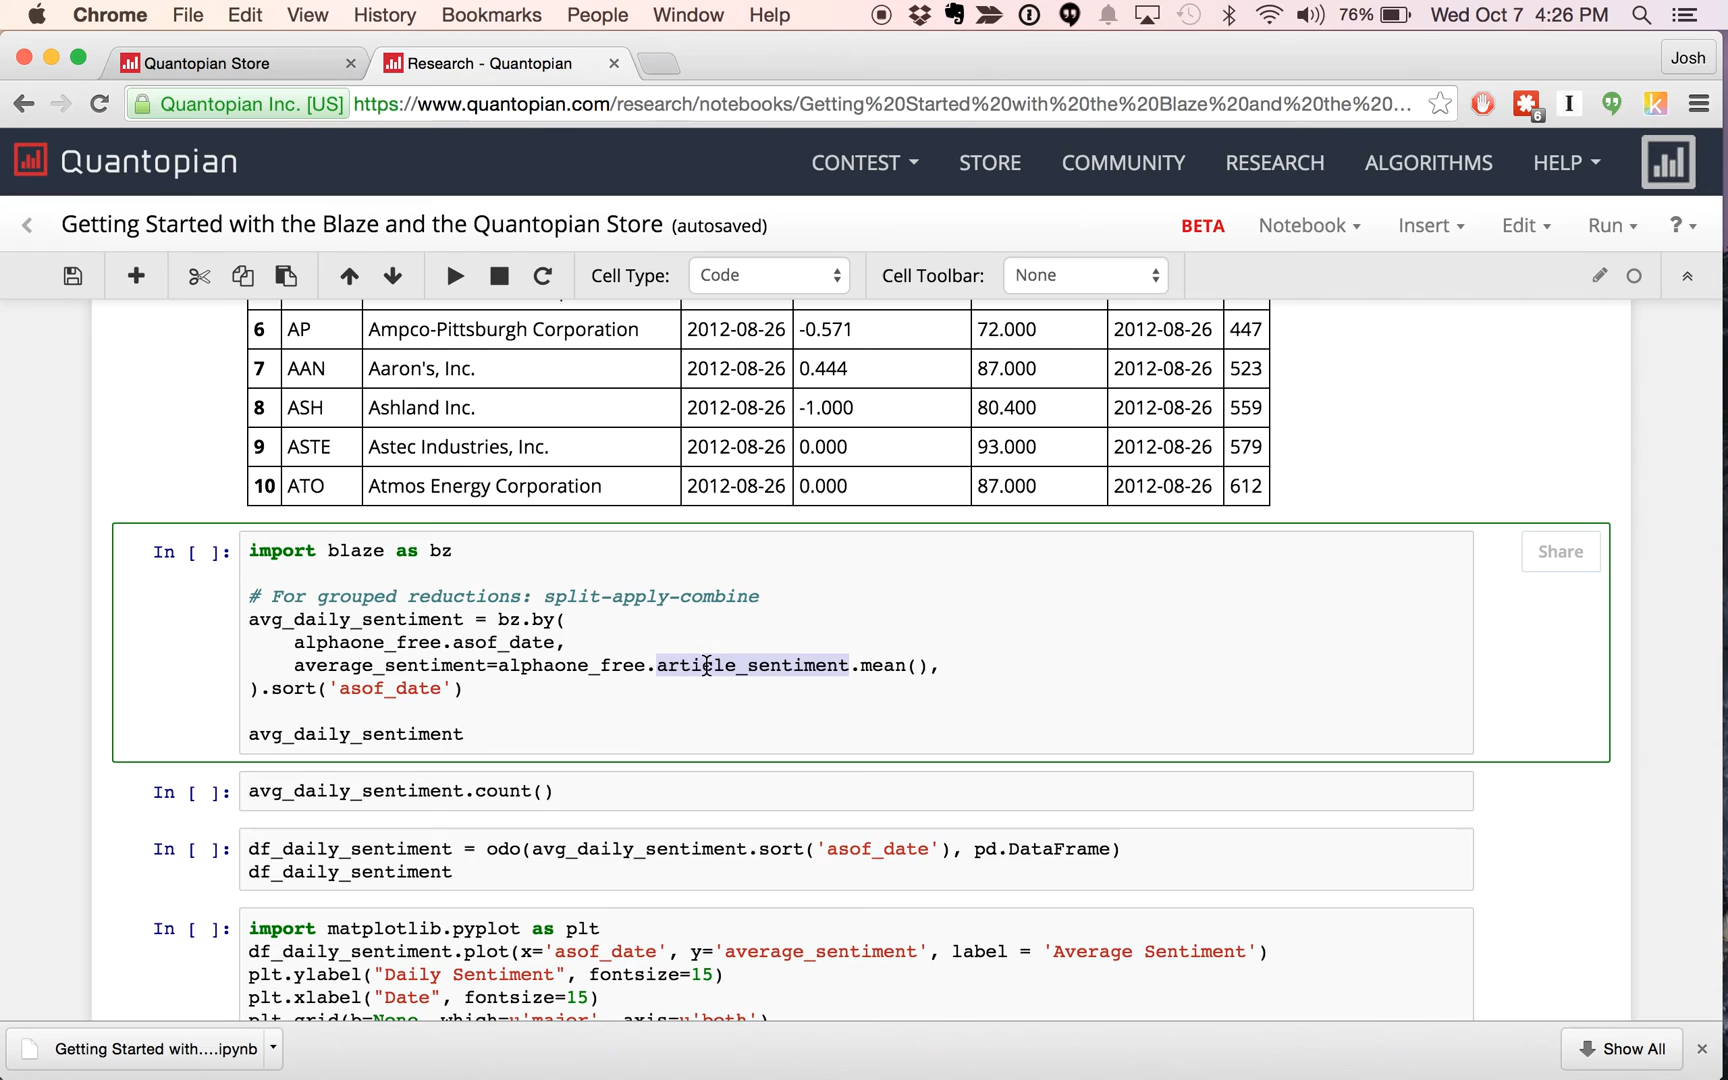 Chrome File Edit View History Bookmarks People Window Help 76% Wed Oct 7 4:26 PM
Quantopian Store Research - Quantopian Josh
Quantopian Inc. [US] https://www.quantopian.com/research/notebooks/Getting%20Started%20with%20the%20Blaze%20and%20the%20... 6
Quantopian CONTEST STORE COMMUNITY RESEARCH ALGORITHMS HELP
Getting Started with the Blaze and the Quantopian Store (autosaved) BETA Notebook Insert Edit Run ?
Cell Type: Code Cell Toolbar: None
6 AP Ampco-Pittsburgh Corporation 2012-08-26 -0.571 72.000 2012-08-26 447
7 AAN Aaron's, Inc. 2012-08-26 0.444 87.000 2012-08-26 523
8 ASH Ashland Inc. 2012-08-26 -1.000 80.400 2012-08-26 559
9 ASTE Astec Industries, Inc. 2012-08-26 0.000 93.000 2012-08-26 579
10 ATO Atmos Energy Corporation 2012-08-26 0.000 87.000 2012-08-26 612
In [ ]: import blaze as bz Share
# For grouped reductions: split-apply-combine
avg_daily_sentiment = bz.by(
alphaone_free.asof_date,
average_sentiment=alphaone_free.article_sentiment.mean(),
).sort('asof_date')
avg_daily_sentiment
In [ ]: avg_daily_sentiment.count()
In [ ]: df_daily_sentiment = odo(avg_daily_sentiment.sort('asof_date'), pd.DataFrame)
df_daily_sentiment
In [ ]: import matplotlib.pyplot as plt
df_daily_sentiment.plot(x='asof_date', y='average_sentiment', label = 'Average Sentiment')
plt.ylabel("Daily Sentiment", fontsize=15)
plt.xlabel("Date", fontsize=15)
plt.grid(b=None, which=u'major', axis=u'both')
Getting Started with....ipynb Show All